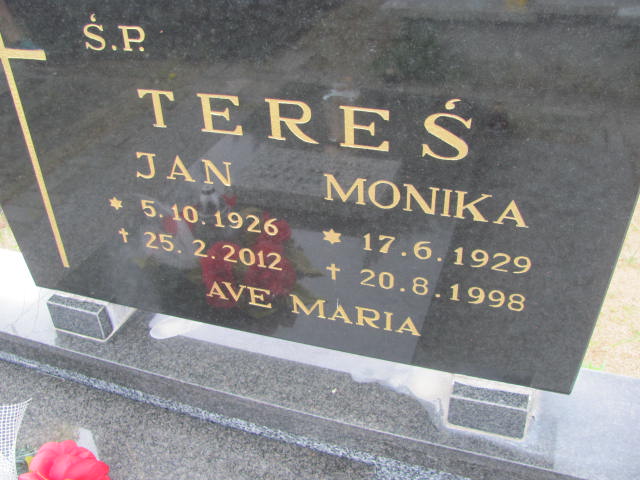 Ś.P.
TEREŚ
JAN MONIKA
* 5.10.1926 * 17.6.1929
† 25.2.2012 † 20.8.1998
AVE MARIA